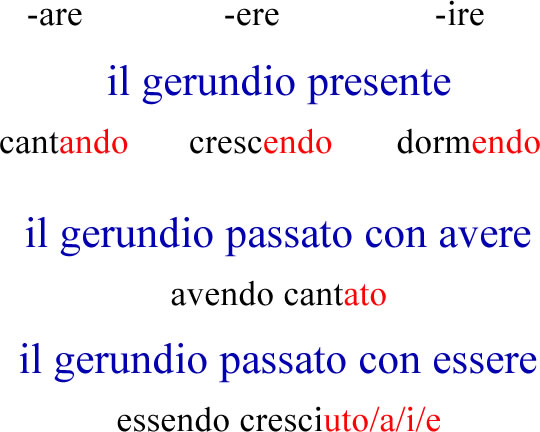 -are -ere -ire
il gerundio presente
cantando crescendo dormendo
il gerundio passato con avere
avendo cantato
il gerundio passato con essere
essendo cresciuto/a/i/e